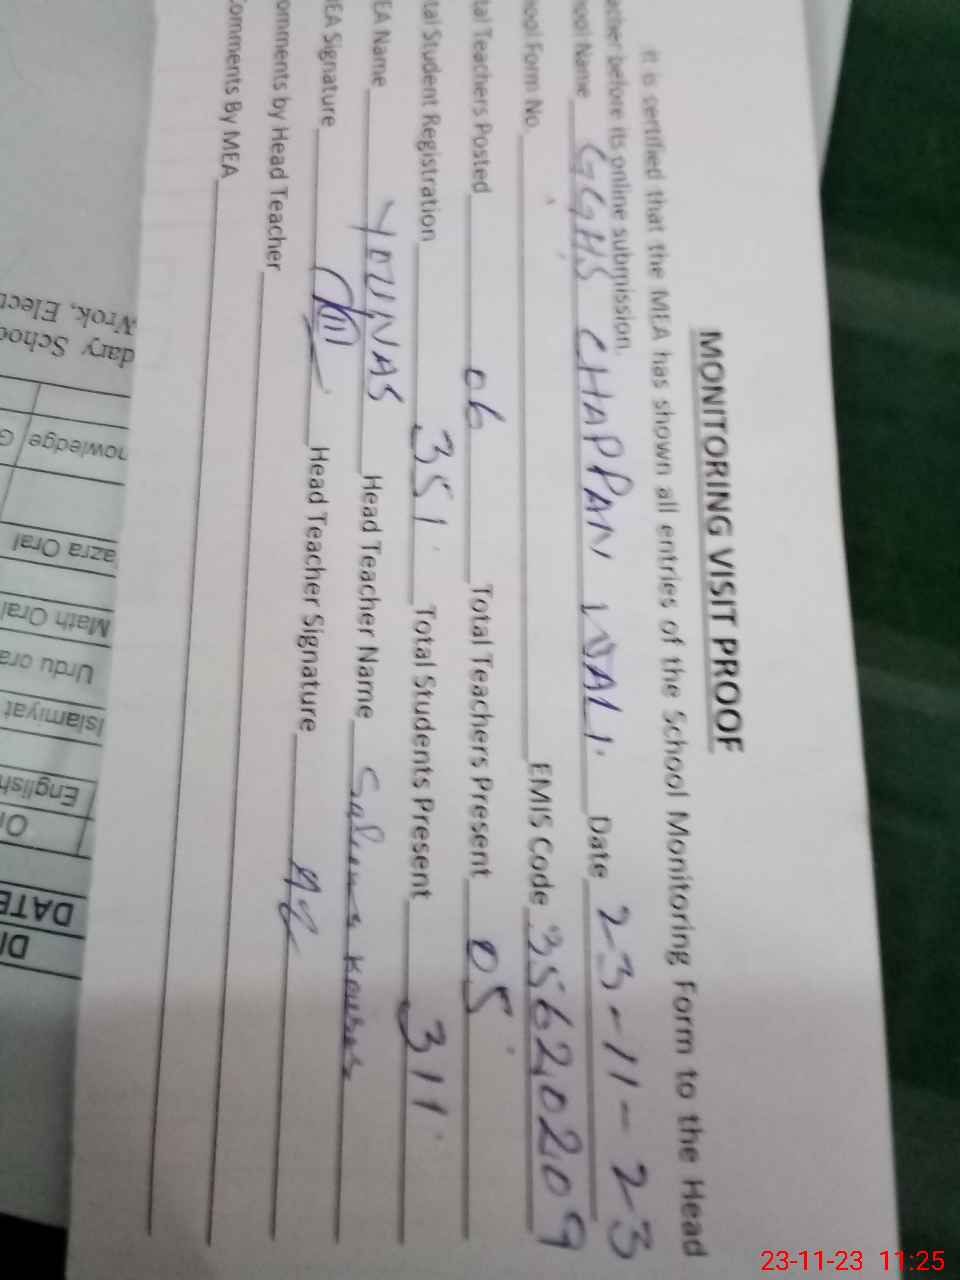 MONITORING VISIT PROOF
It is sertified that the MEA has shown all entries of the School Monitoring Form to the Head
acher before its online submission.
ool Name GGHS CHAPPAN WALI Date 23-11-23
ool Form No. EMIS Code 35620209
tal Teachers Posted 06 Total Teachers Present 05
tal Student Registration 351 Total Students Present 311
EA Name YOUNAS Head Teacher Name Kousar
EA Signature Head Teacher Signature
omments by Head Teacher
Comments By MEA
Wrok, Elect
dary Schoo
nowledge G
azra Oral
Math Oral
Urdu ora
Islamiyat
English
DATE
23-11-23 11:25